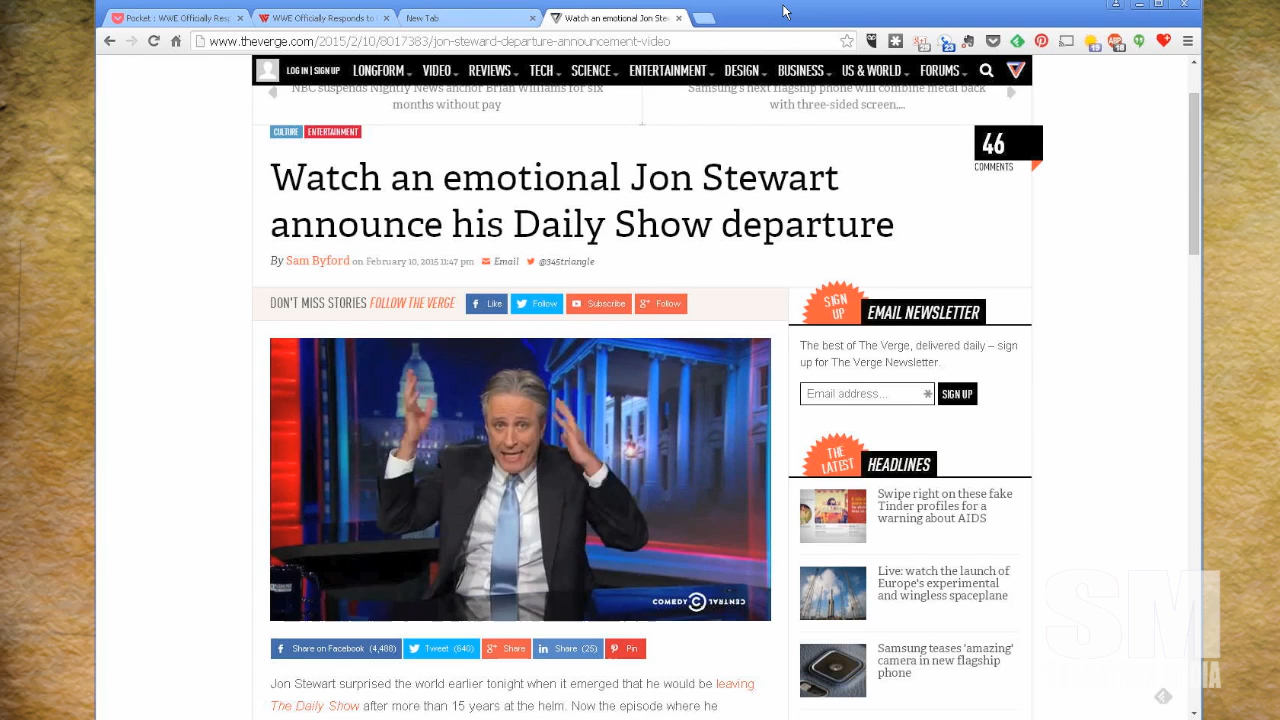 Pocket : WWE Officially Res
WWE Officially Responds to
New Tab
Watch an emotional Jon Ste
www.theverge.com/2015/2/10/8017383/jon-steward-departure-announcement-video
LOG IN | SIGN UP
LONGFORM
VIDEO
REVIEWS
TECH
SCIENCE
ENTERTAINMENT
DESIGN
BUSINESS
US & WORLD
FORUMS
NBC suspends Nightly News anchor Brian Williams for six
months without pay
Samsung's next flagship phone will combine metal back
with three-sided screen,...
CULTURE
ENTERTAINMENT
46
COMMENTS
Watch an emotional Jon Stewart
announce his Daily Show departure
By Sam Byford on February 10, 2015 11:47 pm Email @345triangle
DON'T MISS STORIES FOLLOW THE VERGE
Like
Follow
Subscribe
Follow
COMEDY CENTRAL
Share on Facebook (4,488)
Tweet (640)
Share
Share (25)
Pin
Jon Stewart surprised the world earlier tonight when it emerged that he would be leaving
The Daily Show after more than 15 years at the helm. Now the episode where he
SIGN
UP
EMAIL NEWSLETTER
The best of The Verge, delivered daily – sign
up for The Verge Newsletter.
Email address...
SIGN UP
THE
LATEST
HEADLINES
Swipe right on these fake
Tinder profiles for a
warning about AIDS
Live: watch the launch of
Europe's experimental
and wingless spaceplane
Samsung teases 'amazing'
camera in new flagship
phone
SM